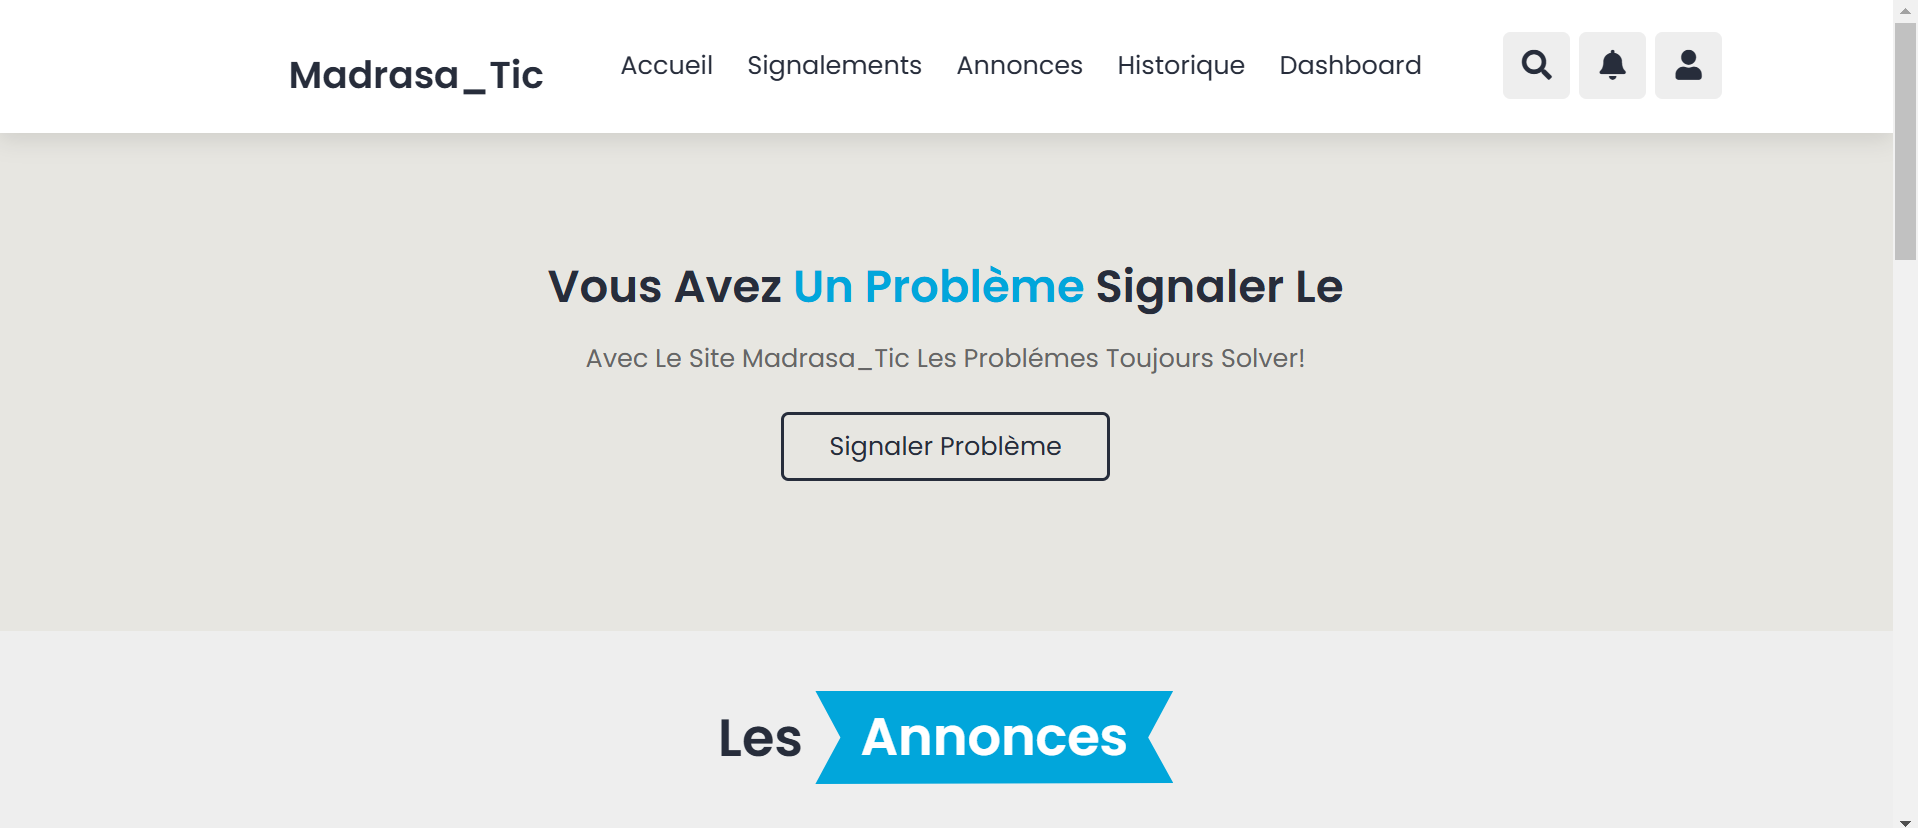 Madrasa_Tic
Accueil Signalements Annonces Historique Dashboard
Vous Avez Un Problème Signaler Le
Avec Le Site Madrasa_Tic Les Problémes Toujours Solver!
Signaler Problème
Les Annonces